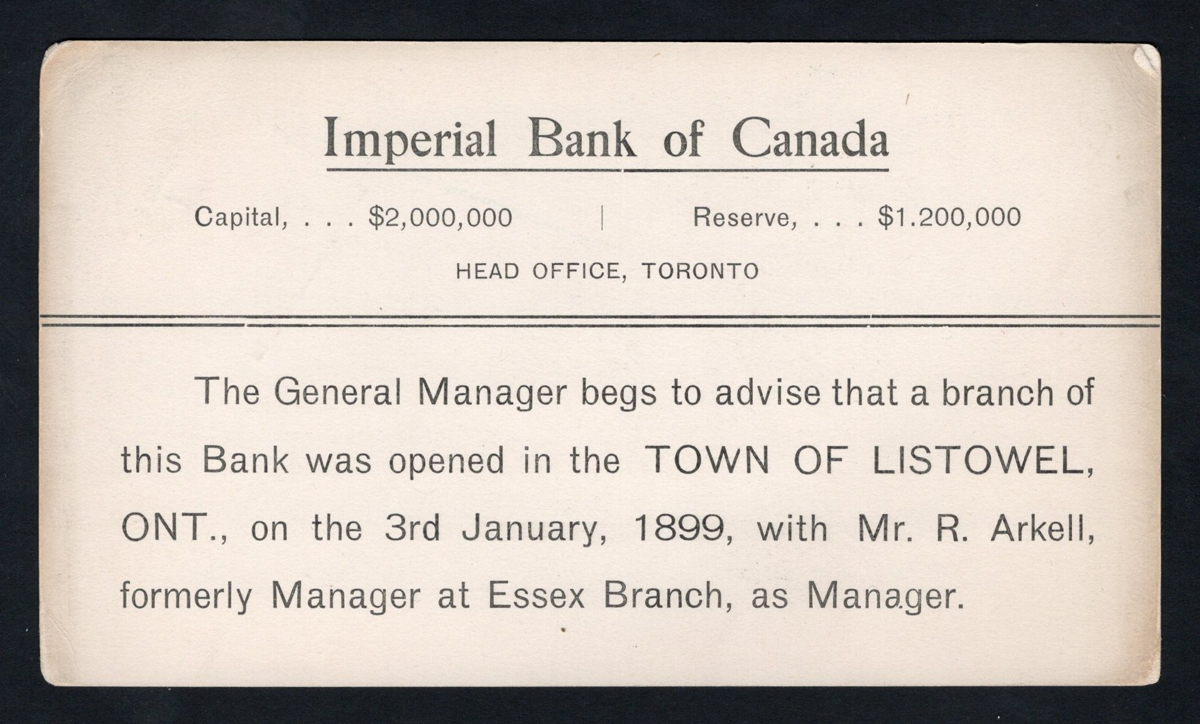 Imperial Bank of Canada
Capital, . . . $2,000,000 | Reserve, . . . $1.200,000
HEAD OFFICE, TORONTO
The General Manager begs to advise that a branch of
this Bank was opened in the TOWN OF LISTOWEL,
ONT., on the 3rd January, 1899, with Mr. R. Arkell,
formerly Manager at Essex Branch, as Manager.